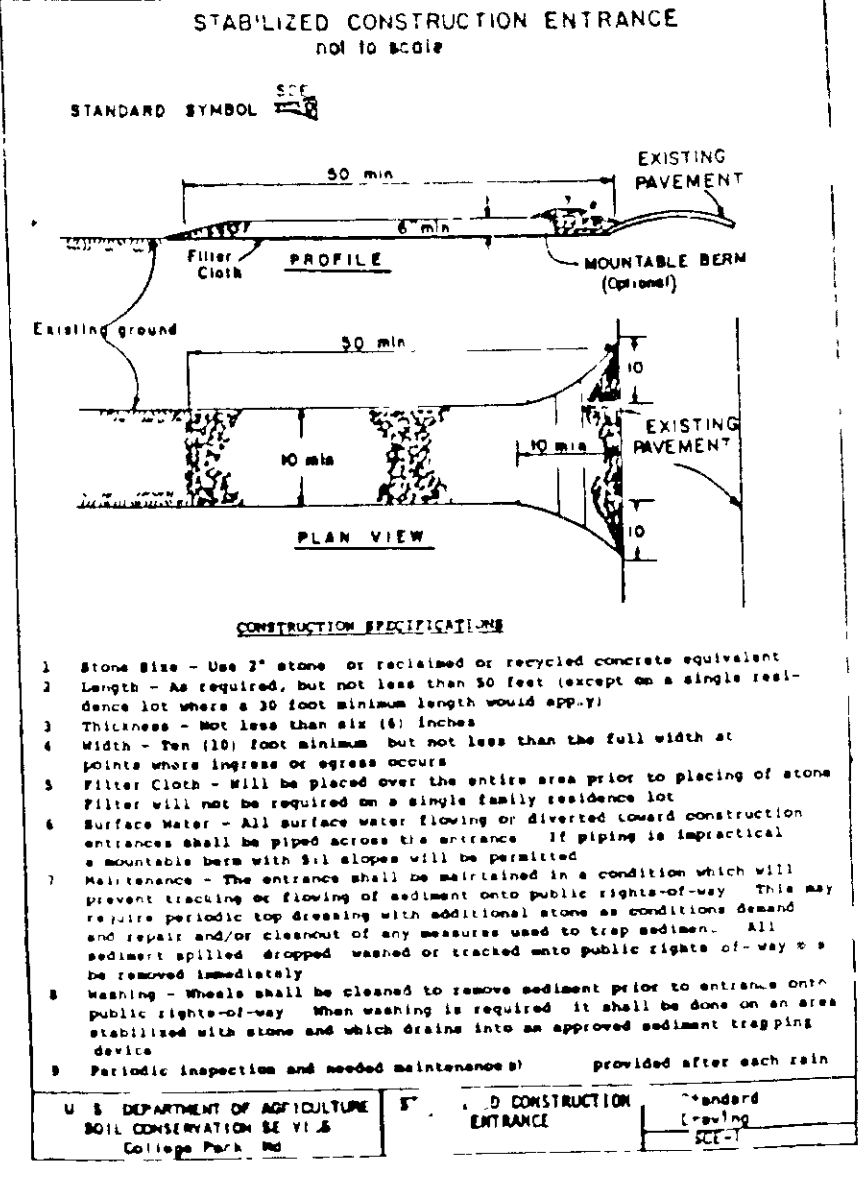 STABILIZED CONSTRUCTION ENTRANCE
not to scale
STANDARD SYMBOL
SCE
50 min
EXISTING
PAVEMENT
6" min
Filter
Cloth
PROFILE
MOUNTABLE BERM
(Optional)
Existing ground
50 min
10
10 min
10 min
EXISTING
PAVEMENT
10
PLAN VIEW
CONSTRUCTION SPECIFICATIONS
1 Stone Size - Use 2" stone or reclaimed or recycled concrete equivalent
2 Length - As required, but not less than 50 feet (except on a single resi-
dence lot where a 30 foot minimum length would apply)
3 Thickness - Not less than six (6) inches
4 Width - Ten (10) foot minimum but not less than the full width at
points where ingress or egress occurs
5 Filter Cloth - Will be placed over the entire area prior to placing of stone
Filter will not be required on a single family residence lot
6 Surface Water - All surface water flowing or diverted toward construction
entrances shall be piped across the entrance If piping is impractical
a mountable berm with 5:1 slopes will be permitted
7 Maintenance - The entrance shall be maintained in a condition which will
prevent tracking or flowing of sediment onto public rights-of-way This may
require periodic top dressing with additional stone as conditions demand
and repair and/or cleanout of any measures used to trap sediment All
sediment spilled dropped washed or tracked onto public rights of-way
be removed immediately
8 Washing - Wheels shall be cleaned to remove sediment prior to entrance onto
public rights-of-way When washing is required it shall be done on an area
stabilized with stone and which drains into an approved sediment trapping
device
9 Periodic inspection and needed maintenance provided after each rain
U S DEPARTMENT OF AGRICULTURE
SOIL CONSERVATION SERVICE
College Park Md
CONSTRUCTION
ENTRANCE
Standard
Drawing
SCE-1